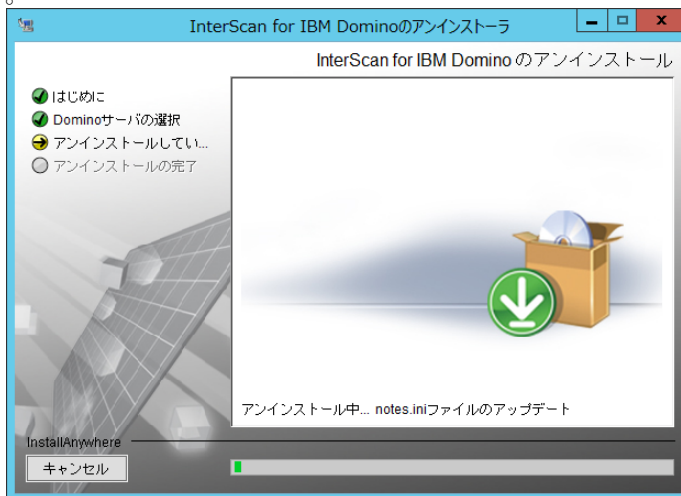 InterScan for IBM Dominoのアンインストーラ
InterScan for IBM Domino のアンインストール
はじめに
Dominoサーバの選択
アンインストールしてい...
アンインストールの完了
アンインストール中... notes.iniファイルのアップデート
InstallAnywhere
キャンセル